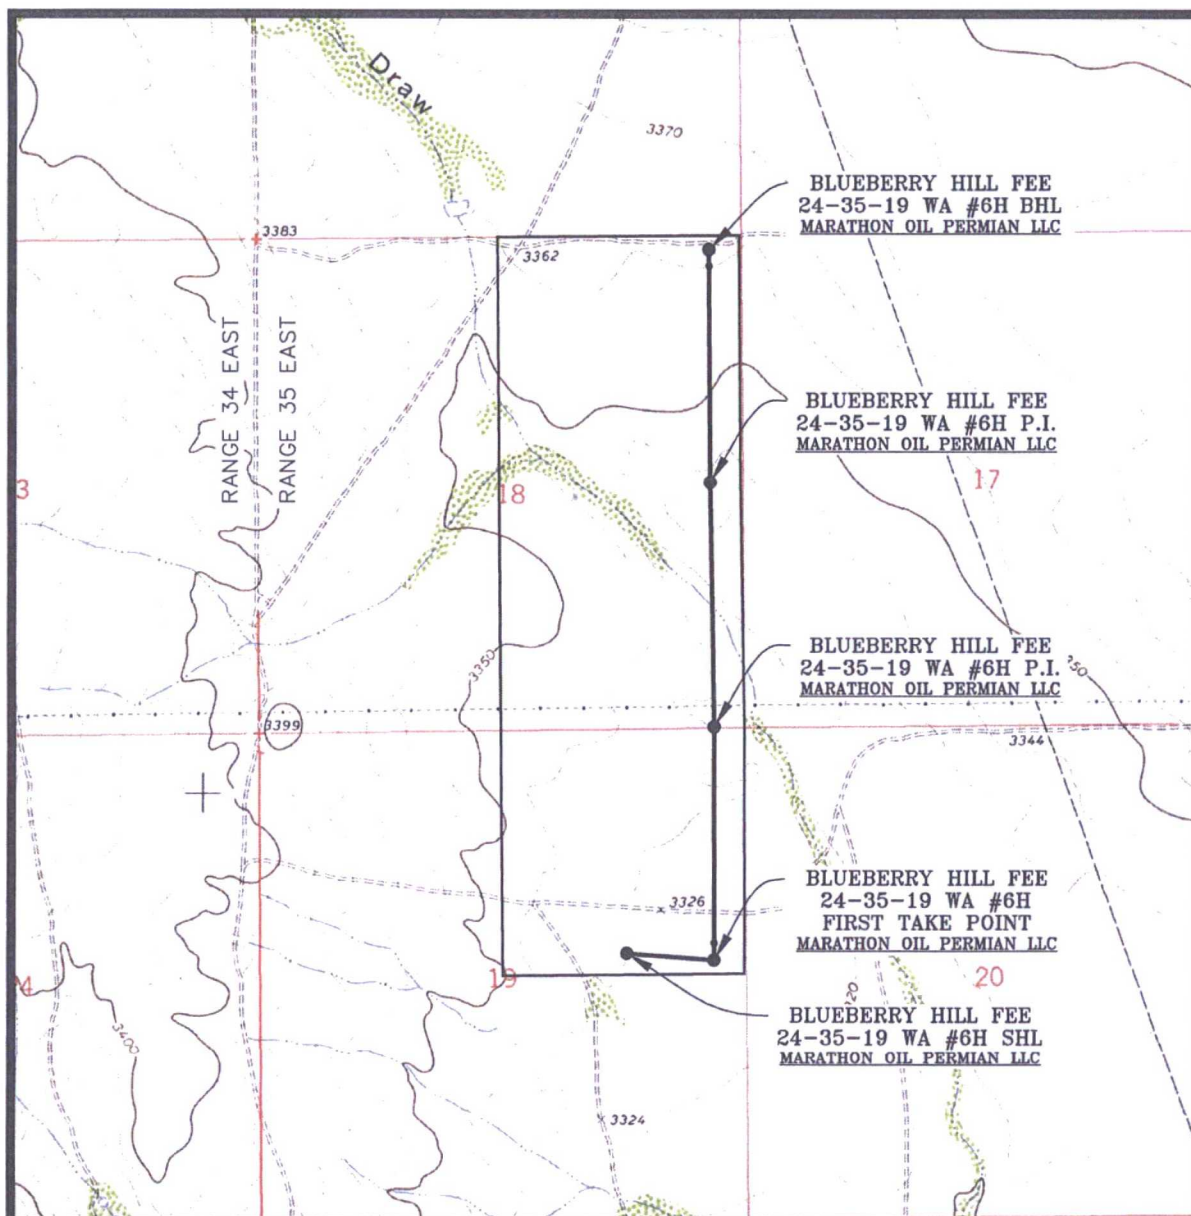 Draw
3370
BLUEBERRY HILL FEE
24-35-19 WA #6H BHL
MARATHON OIL PERMIAN LLC
3383
3362
RANGE 34 EAST
RANGE 35 EAST
BLUEBERRY HILL FEE
24-35-19 WA #6H P.I.
MARATHON OIL PERMIAN LLC
3
18
17
BLUEBERRY HILL FEE
24-35-19 WA #6H P.I.
MARATHON OIL PERMIAN LLC
3350
3350
3399
3344
BLUEBERRY HILL FEE
24-35-19 WA #6H
FIRST TAKE POINT
MARATHON OIL PERMIAN LLC
3326
4
19
20
20
BLUEBERRY HILL FEE
24-35-19 WA #6H SHL
MARATHON OIL PERMIAN LLC
3400
3324